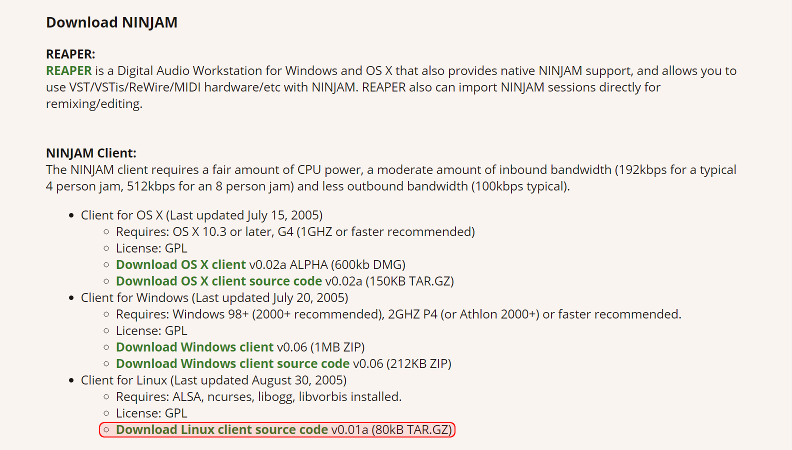 Download NINJAM
REAPER:
REAPER is a Digital Audio Workstation for Windows and OS X that also provides native NINJAM support, and allows you to
use VST/VSTis/ReWire/MIDI hardware/etc with NINJAM. REAPER also can import NINJAM sessions directly for
remixing/editing.
NINJAM Client:
The NINJAM client requires a fair amount of CPU power, a moderate amount of inbound bandwidth (192kbps for a typical
4 person jam, 512kbps for an 8 person jam) and less outbound bandwidth (100kbps typical).
• Client for OS X (Last updated July 15, 2005)
○ Requires: OS X 10.3 or later, G4 (1GHZ or faster recommended)
○ License: GPL
○ Download OS X client v0.02a ALPHA (600kb DMG)
○ Download OS X client source code v0.02a (150KB TAR.GZ)
• Client for Windows (Last updated July 20, 2005)
○ Requires: Windows 98+ (2000+ recommended), 2GHZ P4 (or Athlon 2000+) or faster recommended.
○ License: GPL
○ Download Windows client v0.06 (1MB ZIP)
○ Download Windows client source code v0.06 (212KB ZIP)
• Client for Linux (Last updated August 30, 2005)
○ Requires: ALSA, ncurses, libogg, libvorbis installed.
○ License: GPL
○ Download Linux client source code v0.01a (80kB TAR.GZ)